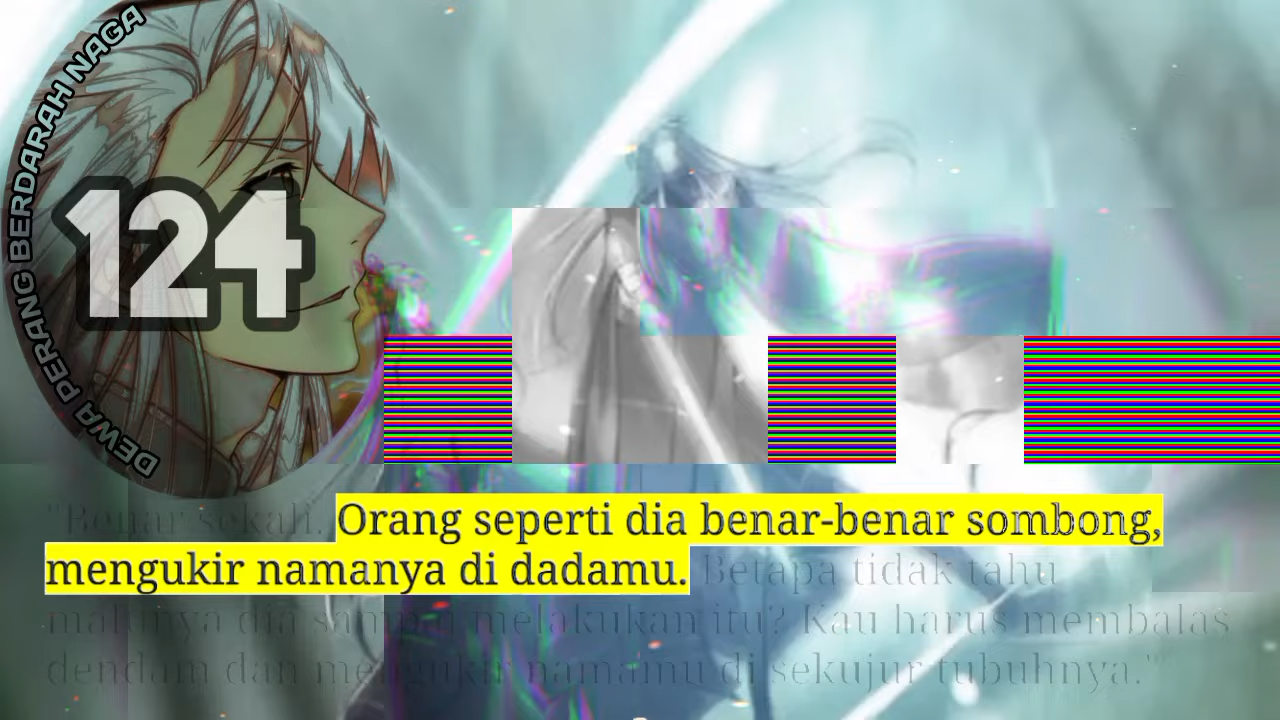 DEWA PERANG BERDARAH NAGA
124
"Benar sekali. Orang seperti dia benar-benar sombong,
mengukir namanya di dadamu. Betapa tidak tahu
malunya dia sampai melakukan itu? Kau harus membalas
dendam dan mengukir namamu di sekujur tubuhnya."